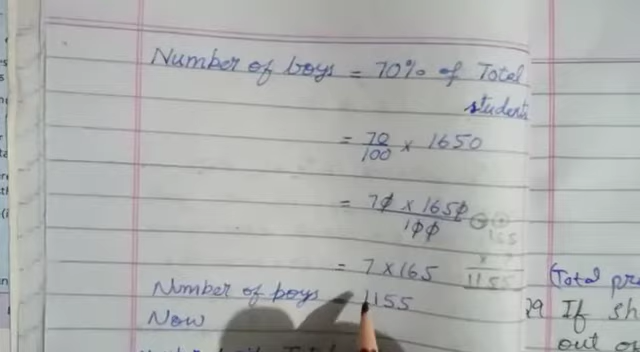 Number of boys = 70% of Total
students
= 70/100 × 1650
= 70 × 1650
100
165
= 7 × 165
1155
Number of boys = 1155
Now
(Total
29 If sh
out o